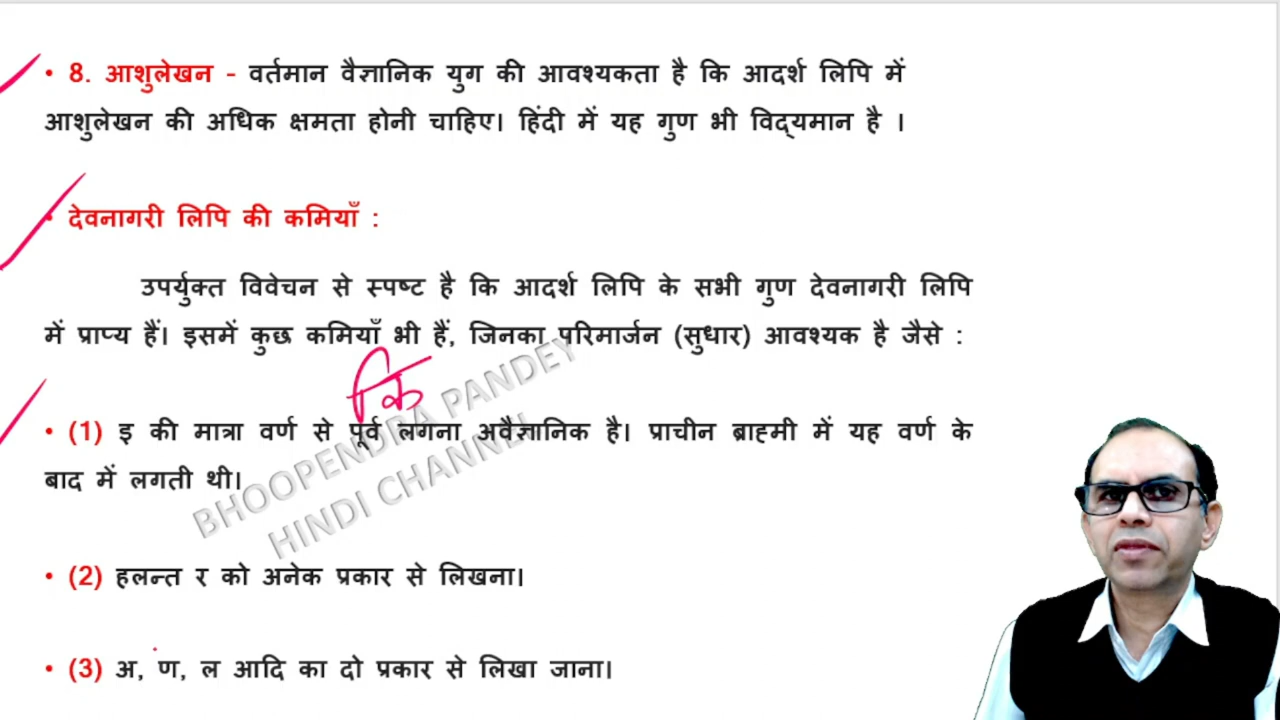 • 8. आशुलेखन - वर्तमान वैज्ञानिक युग की आवश्यकता है कि आदर्श लिपि में
आशुलेखन की अधिक क्षमता होनी चाहिए। हिंदी में यह गुण भी विद्‌यमान है ।
• देवनागरी लिपि की कमियाँ :
उपर्युक्त विवेचन से स्पष्ट है कि आदर्श लिपि के सभी गुण देवनागरी लिपि
में प्राप्य हैं। इसमें कुछ कमियाँ भी हैं, जिनका परिमार्जन (सुधार) आवश्यक है जैसे :
कि
• (1) इ की मात्रा वर्ण से पूर्व लगना अवैज्ञानिक है। प्राचीन ब्राह्मी में यह वर्ण के
बाद में लगती थी।
BHOOPENDRA PANDEY
HINDI CHANNEL
• (2) हलन्त र को अनेक प्रकार से लिखना।
• (3) अ, ण, ल आदि का दो प्रकार से लिखा जाना।